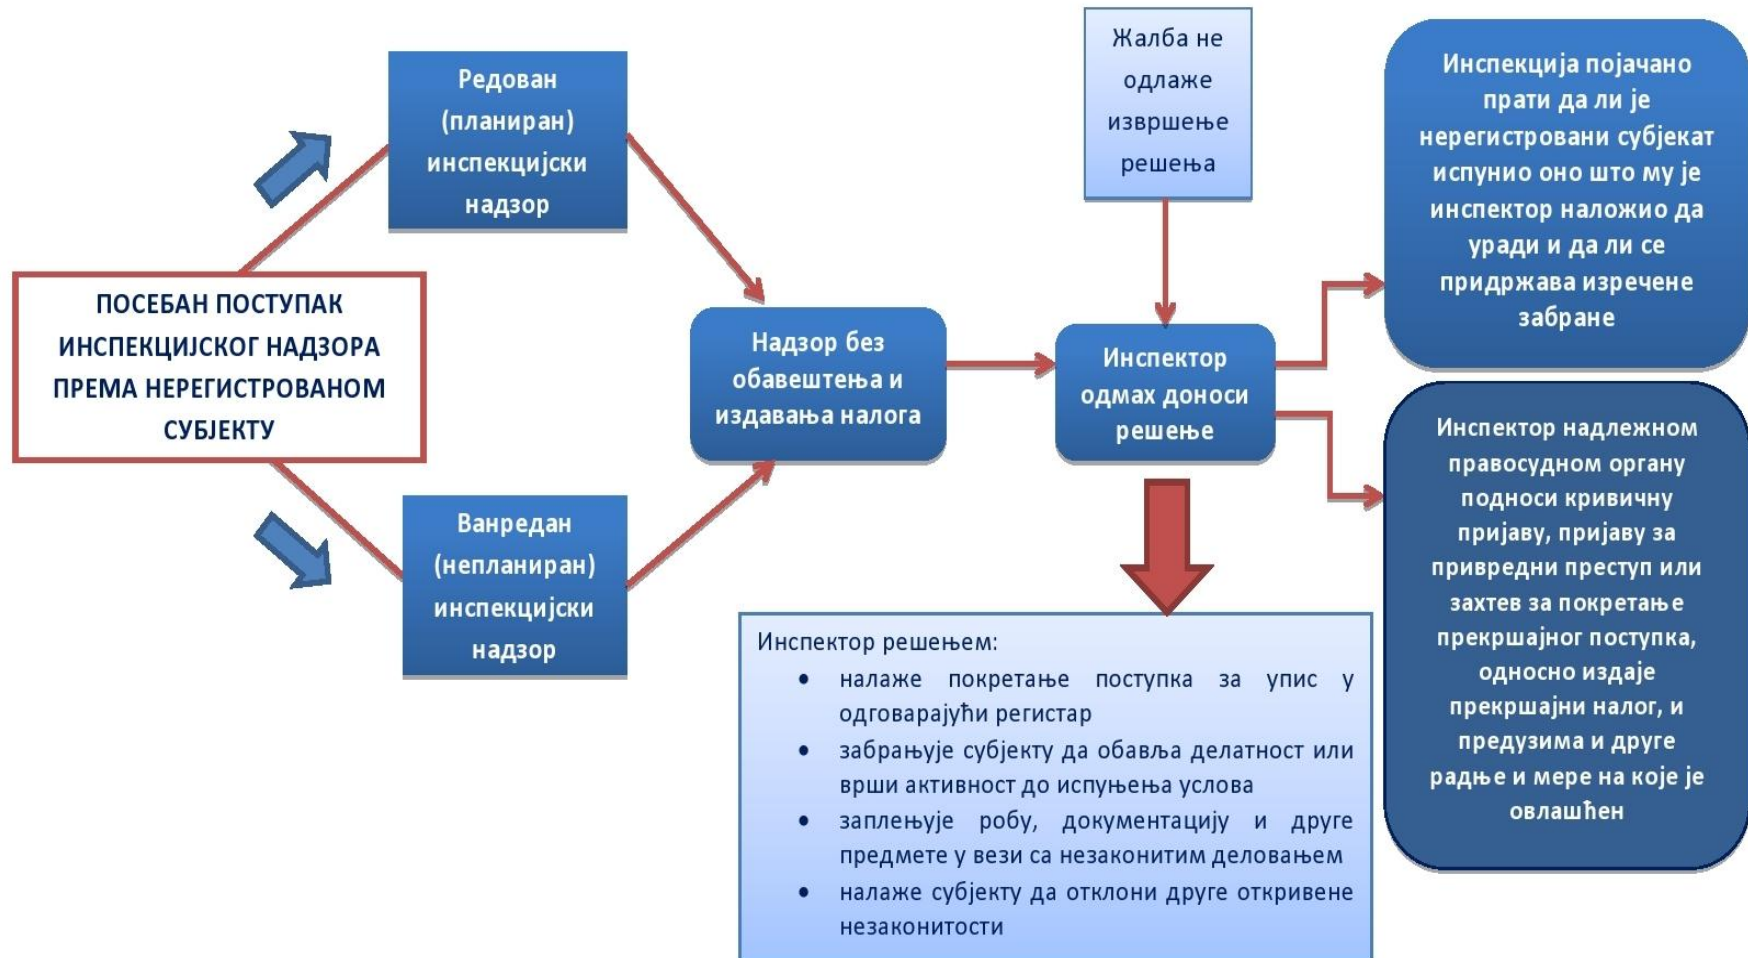 ПОСЕБАН ПОСТУПАК
ИНСПЕКЦИЈСКОГ НАДЗОРА
ПРЕМА НЕРЕГИСТРОВАНОМ
СУБЈЕКТУ
Редован
(планиран)
инспекцијски
надзор
Ванредан
(непланиран)
инспекцијски
надзор
Надзор без
обавештења и
издавања налога
Жалба не
одлаже
извршење
решења
Инспектор
одмах доноси
решење
Инспектор решењем:
• налаже покретање поступка за упис у
одговарајући регистар
• забрањује субјекту да обавља делатност или
врши активност до испуњења услова
• заплењује робу, документацију и друге
предмете у вези са незаконитим деловањем
• налаже субјекту да отклони друге откривене
незаконитости
Инспекција појачано
прати да ли је
нерегистровани субјекат
испунио оно што му је
инспектор наложио да
уради и да ли се
придржава изречене
забране
Инспектор надлежном
правосудном органу
подноси кривичну
пријаву, пријаву за
привредни преступ или
захтев за покретање
прекршајног поступка,
односно издаје
прекршајни налог, и
предузима и друге
радње и мере на које је
овлашћен